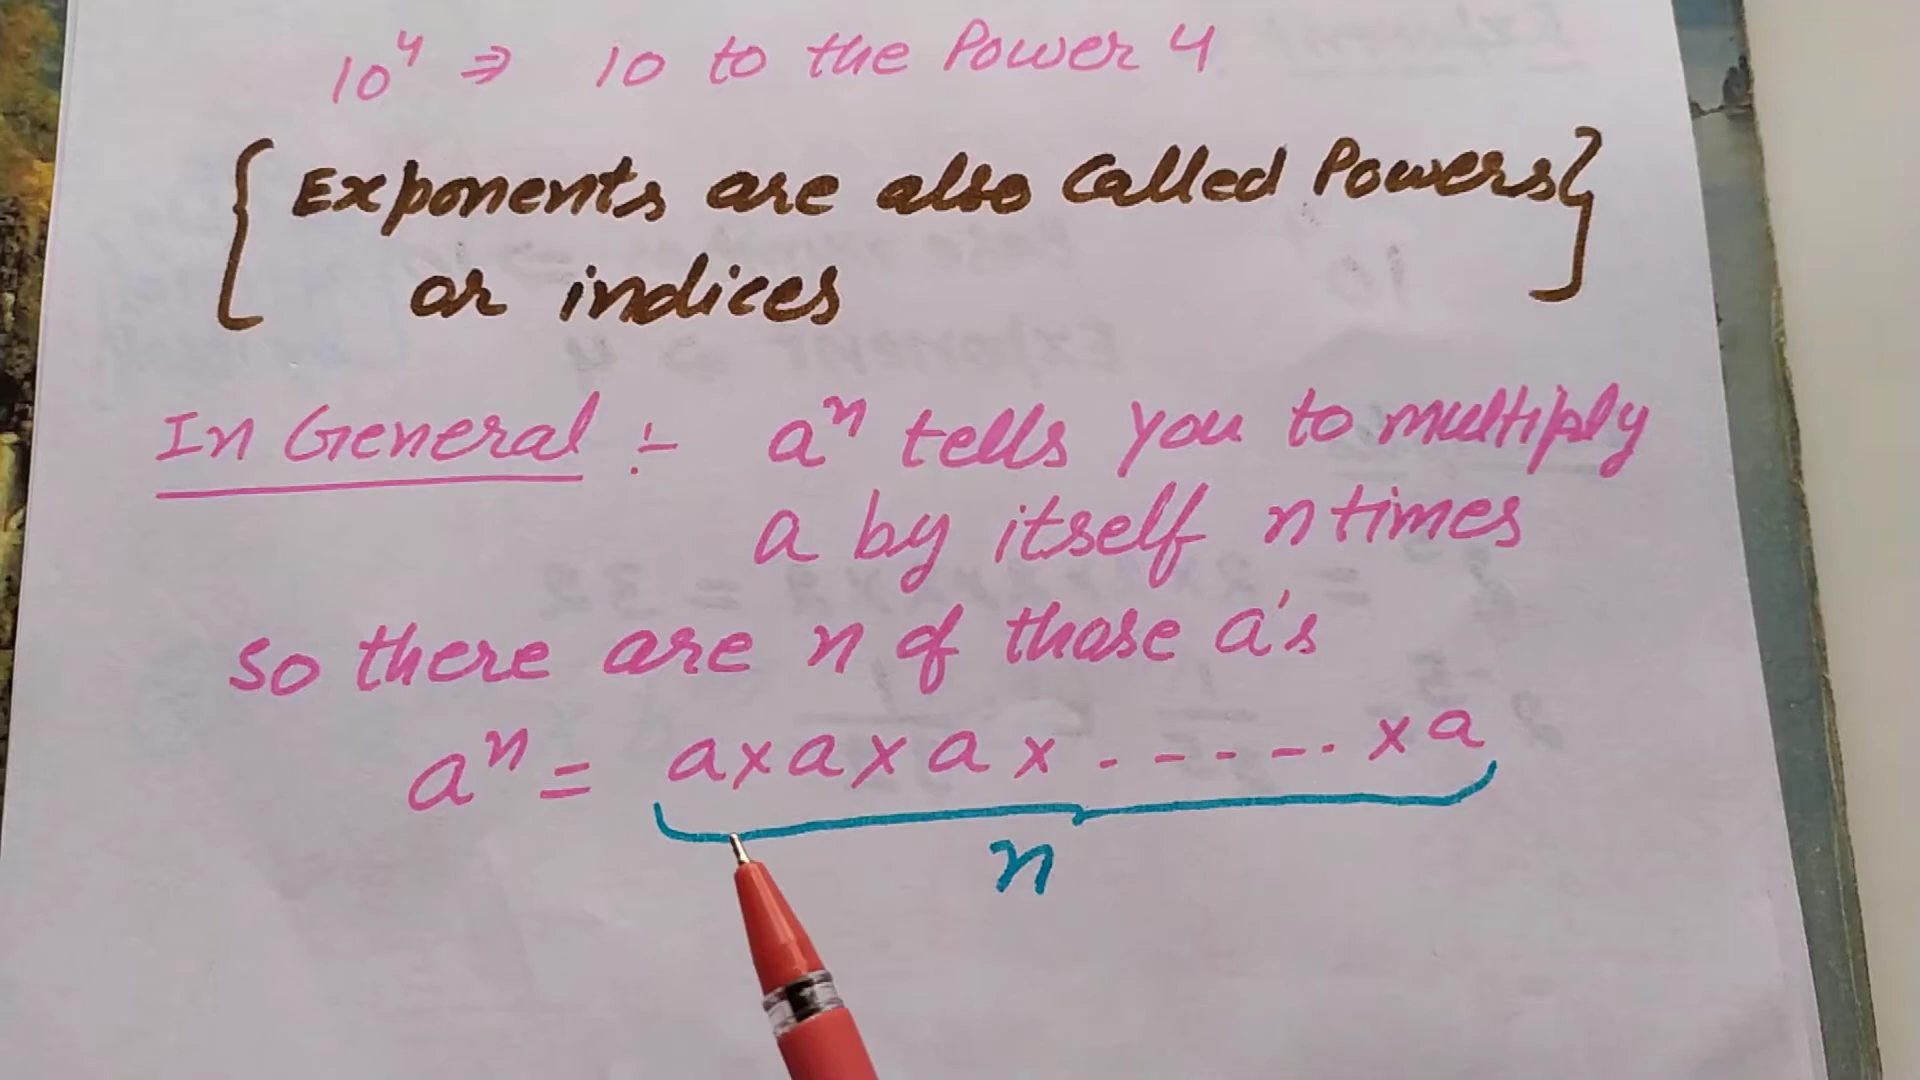 10⁴ ⇒ 10 to the Power 4
{ Exponents are also Called Powers }
or indices
In General :- aⁿ tells you to multiply
a by itself n times
so there are n of those a's
aⁿ = a x a x a x . - - - - - . x a
n